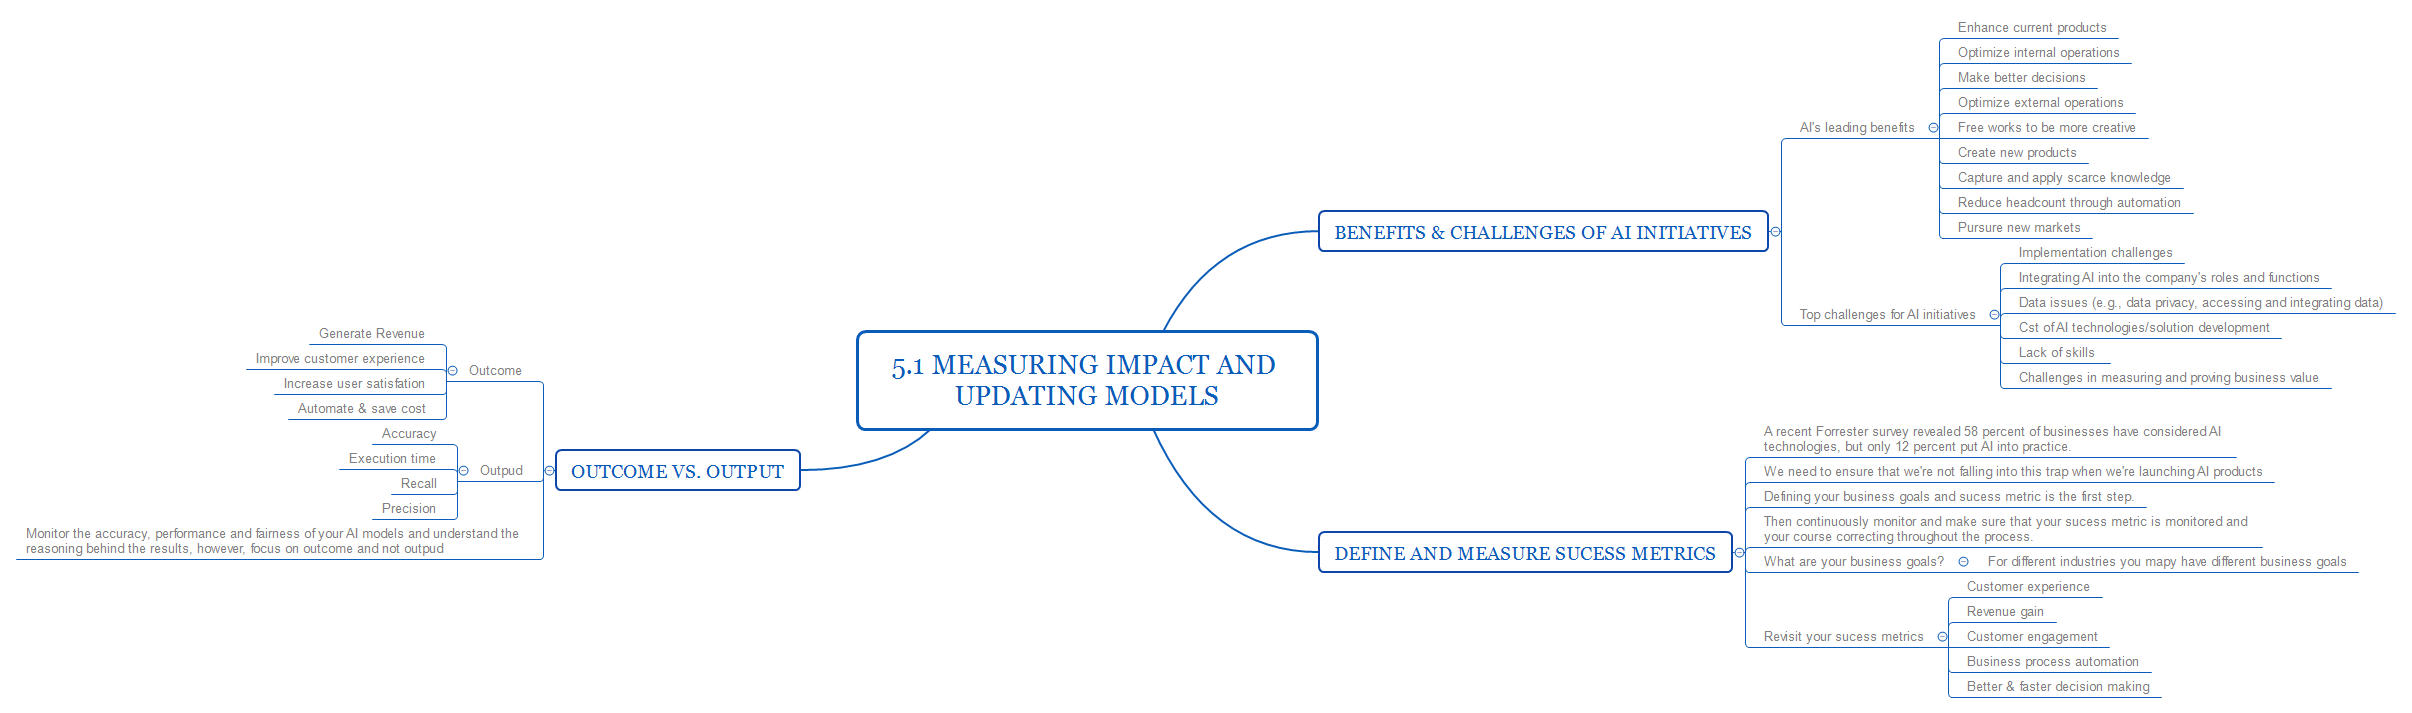 5.1 MEASURING IMPACT AND
UPDATING MODELS
BENEFITS & CHALLENGES OF AI INITIATIVES
AI's leading benefits
Enhance current products
Optimize internal operations
Make better decisions
Optimize external operations
Free works to be more creative
Create new products
Capture and apply scarce knowledge
Reduce headcount through automation
Pursure new markets
Top challenges for AI initiatives
Implementation challenges
Integrating AI into the company's roles and functions
Data issues (e.g., data privacy, accessing and integrating data)
Cst of AI technologies/solution development
Lack of skills
Challenges in measuring and proving business value
DEFINE AND MEASURE SUCESS METRICS
A recent Forrester survey revealed 58 percent of businesses have considered AI
technologies, but only 12 percent put AI into practice.
We need to ensure that we're not falling into this trap when we're launching AI products
Defining your business goals and sucess metric is the first step.
Then continuously monitor and make sure that your sucess metric is monitored and
your course correcting throughout the process.
What are your business goals?
For different industries you mapy have different business goals
Revisit your sucess metrics
Customer experience
Revenue gain
Customer engagement
Business process automation
Better & faster decision making
OUTCOME VS. OUTPUT
Outcome
Generate Revenue
Improve customer experience
Increase user satisfation
Automate & save cost
Outpud
Accuracy
Execution time
Recall
Precision
Monitor the accuracy, performance and fairness of your AI models and understand the
reasoning behind the results, however, focus on outcome and not outpud